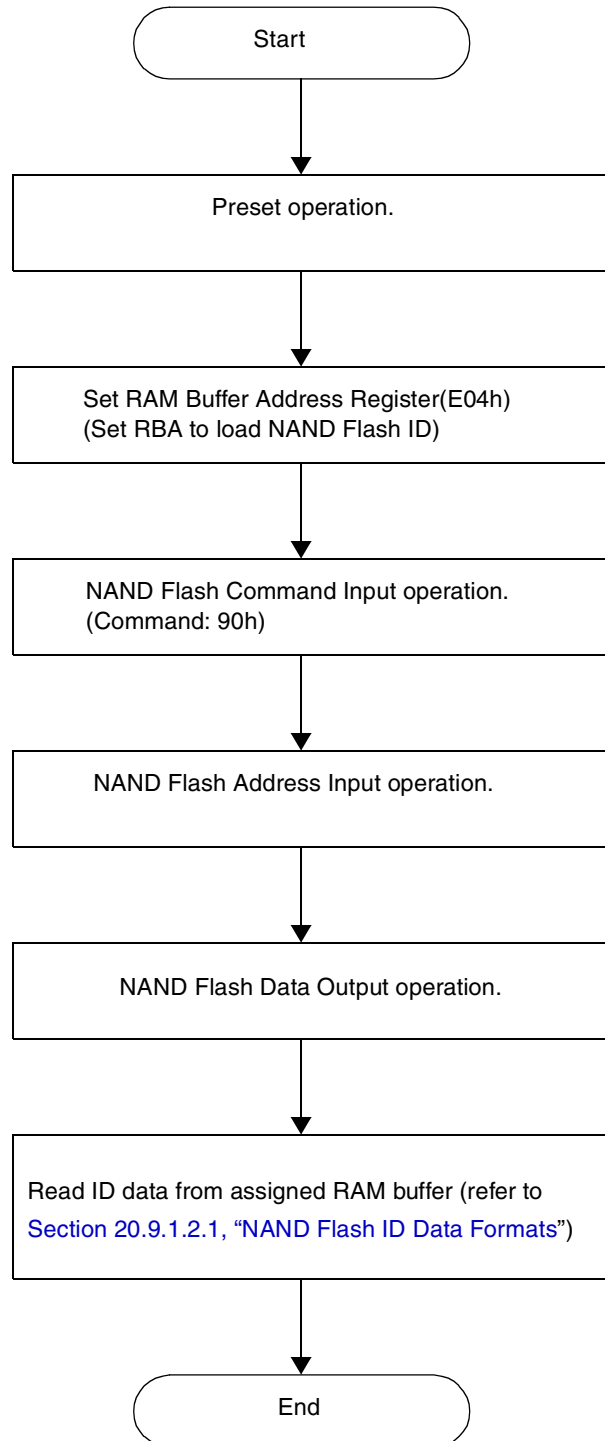 Start
Preset operation.
Set RAM Buffer Address Register(E04h)
(Set RBA to load NAND Flash ID)
NAND Flash Command Input operation.
(Command: 90h)
NAND Flash Address Input operation.
NAND Flash Data Output operation.
Read ID data from assigned RAM buffer (refer to
Section 20.9.1.2.1, “NAND Flash ID Data Formats”)
End